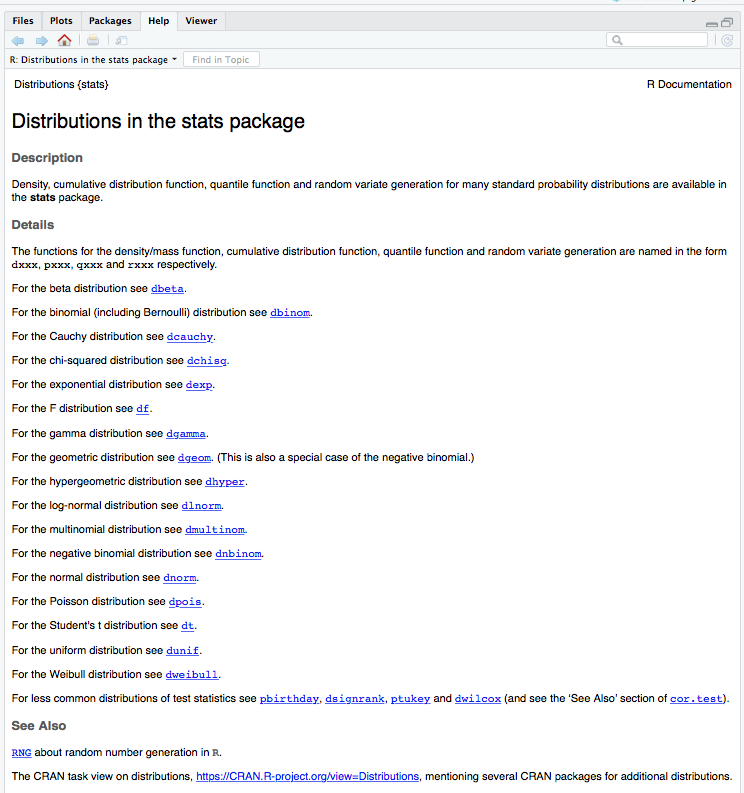 Files Plots Packages Help Viewer
R: Distributions in the stats package Find in Topic
Distributions {stats} R Documentation
Distributions in the stats package
Description
Density, cumulative distribution function, quantile function and random variate generation for many standard probability distributions are available in
the stats package.
Details
The functions for the density/mass function, cumulative distribution function, quantile function and random variate generation are named in the form
dxxx, pxxx, qxxx and rxxx respectively.
For the beta distribution see dbeta.
For the binomial (including Bernoulli) distribution see dbinom.
For the Cauchy distribution see dcauchy.
For the chi-squared distribution see dchisq.
For the exponential distribution see dexp.
For the F distribution see df.
For the gamma distribution see dgamma.
For the geometric distribution see dgeom. (This is also a special case of the negative binomial.)
For the hypergeometric distribution see dhyper.
For the log-normal distribution see dlnorm.
For the multinomial distribution see dmultinom.
For the negative binomial distribution see dnbinom.
For the normal distribution see dnorm.
For the Poisson distribution see dpois.
For the Student's t distribution see dt.
For the uniform distribution see dunif.
For the Weibull distribution see dweibull.
For less common distributions of test statistics see pbirthday, dsignrank, ptukey and dwilcox (and see the ‘See Also’ section of cor.test).
See Also
RNG about random number generation in R.
The CRAN task view on distributions, https://CRAN.R-project.org/view=Distributions, mentioning several CRAN packages for additional distributions.